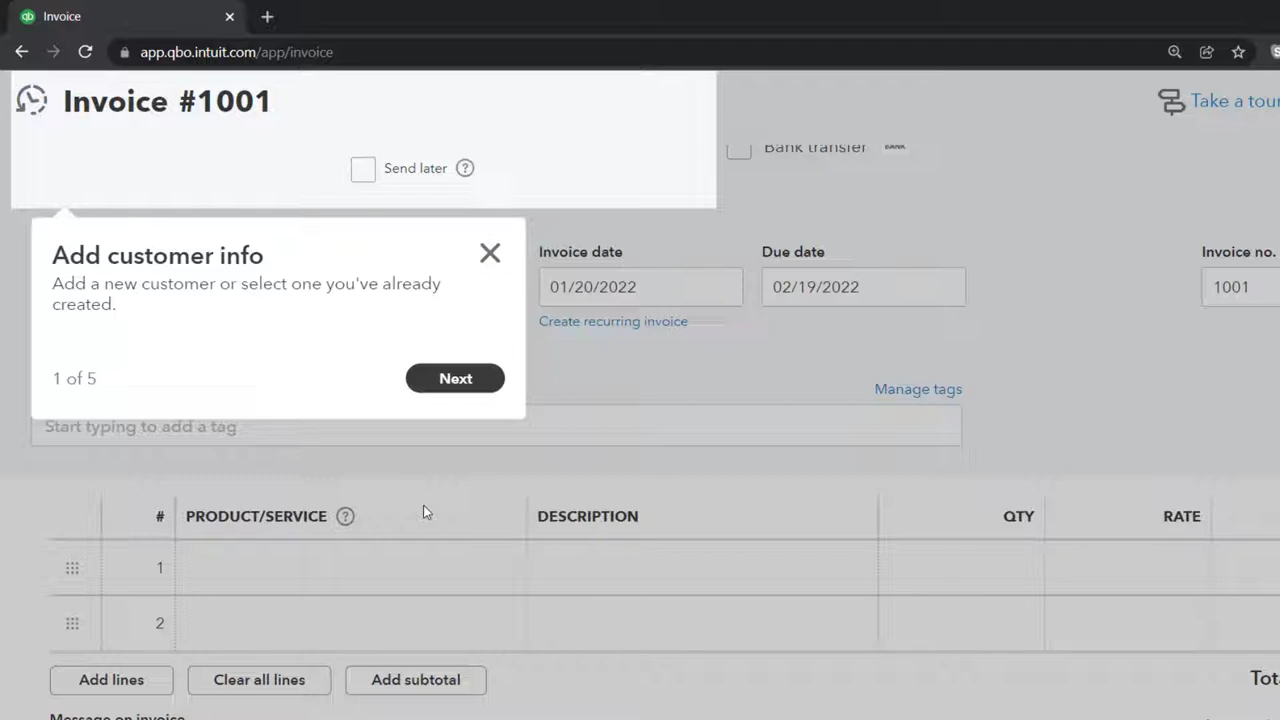 Invoice
app.qbo.intuit.com/app/invoice
Invoice #1001
Take a tour
Bank transfer
BANK
Send later
Add customer info
Add a new customer or select one you've already
created.
1 of 5
Next
Invoice date
Due date
Invoice no.
01/20/2022
02/19/2022
1001
Create recurring invoice
Manage tags
Start typing to add a tag
# PRODUCT/SERVICE DESCRIPTION QTY RATE
1
2
Add lines
Clear all lines
Add subtotal
Message on invoice